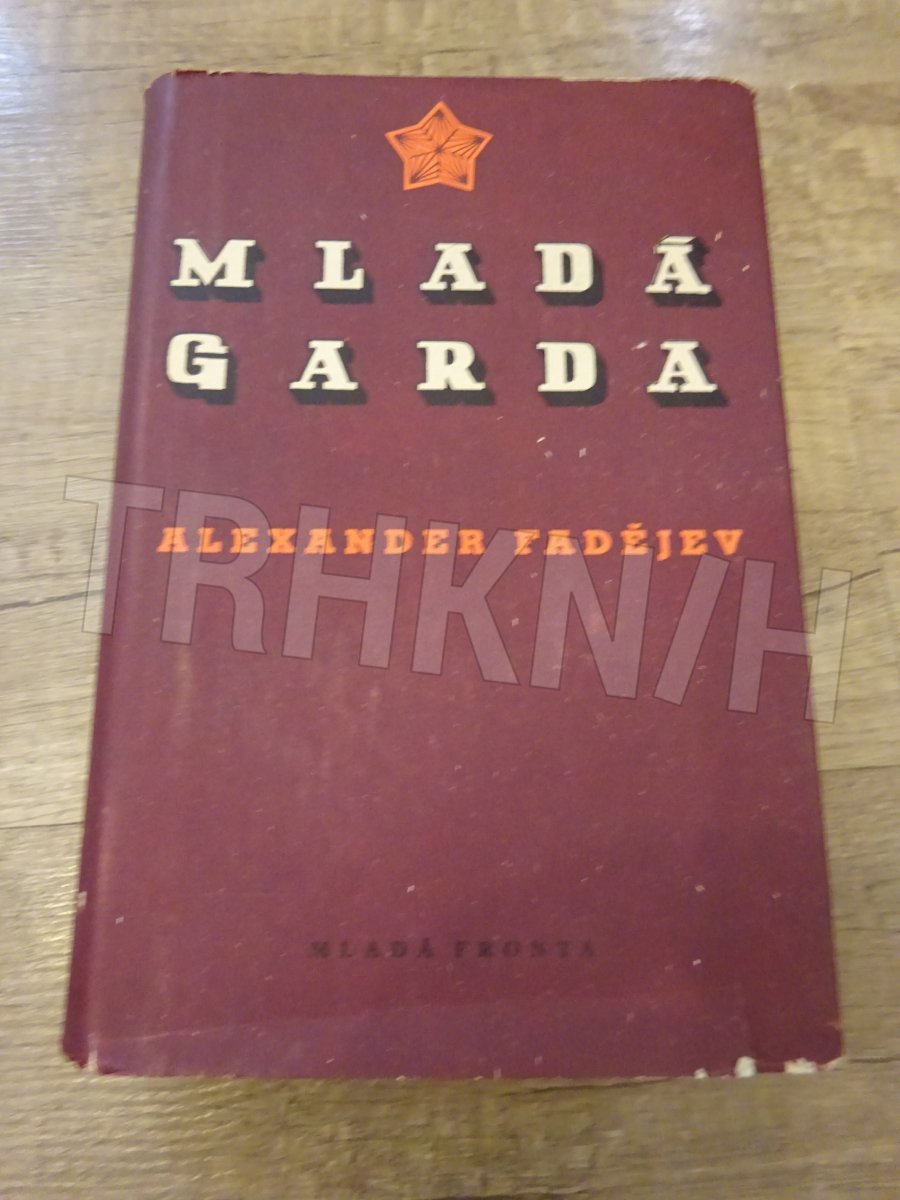 MLADÁ
GARDA
ALEXANDER FADĚJEV
TRHKNIH
MLADÁ FRONTA